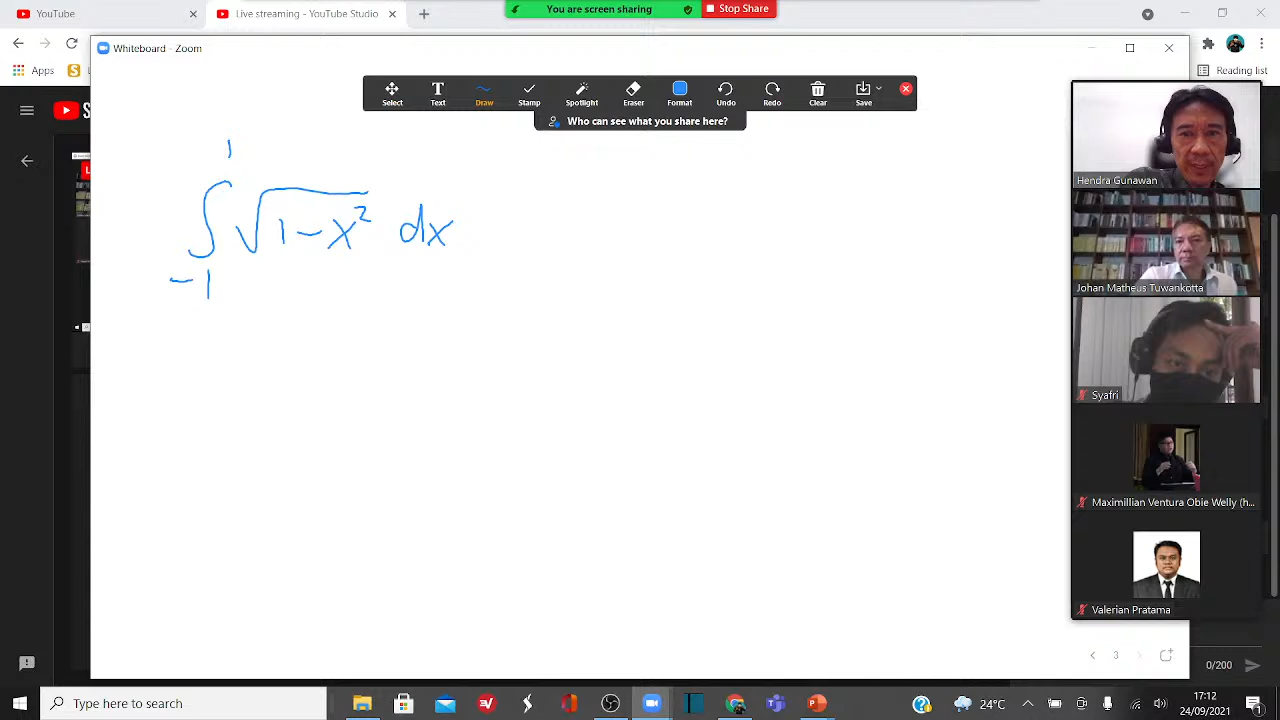 YouTube
Live streaming - YouTube Studio
You are screen sharing
Stop Share
Apps
Reading list
Whiteboard - Zoom
Select
Text
Draw
Stamp
Spotlight
Eraser
Format
Undo
Redo
Clear
Save
Who can see what you share here?
1
∫ √1-x² dx
-1
Hendra Gunawan
Johan Matheus Tuwankotta
Syafri
Maximillian Ventura Obie Welly (h...
Valerian Pratama
3
0/200
Type here to search
24°C
17:12
24/09/2021